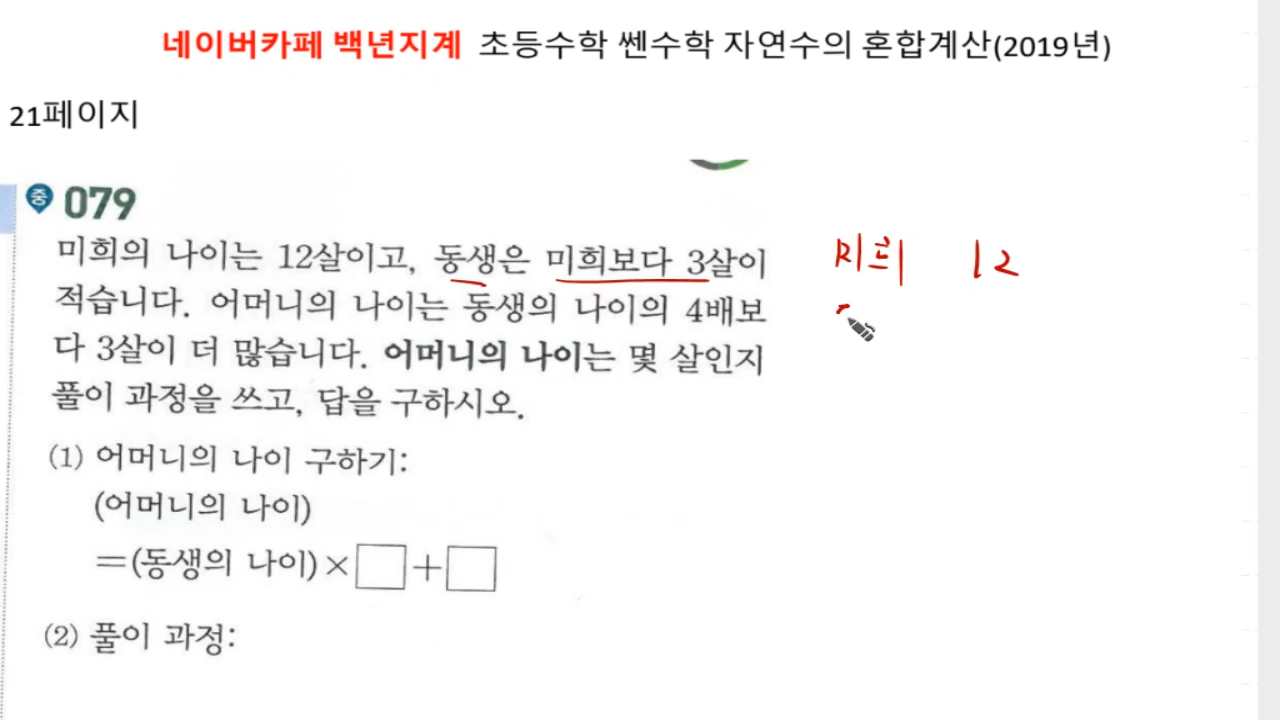 네이버카페 백년지계 초등수학 쎈수학 자연수의 혼합계산(2019년)
21페이지
중 079
미희의 나이는 12살이고, 동생은 미희보다 3살이
적습니다. 어머니의 나이는 동생의 나이의 4배보
다 3살이 더 많습니다. 어머니의 나이는 몇 살인지
풀이 과정을 쓰고, 답을 구하시오.
(1) 어머니의 나이 구하기:
(어머니의 나이)
=(동생의 나이)×□+□
(2) 풀이 과정:
미희 12